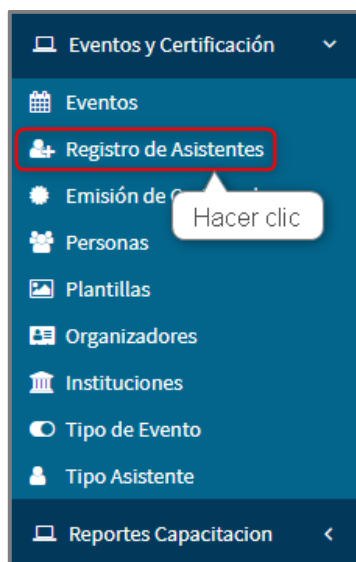 Eventos y Certificación
Eventos
Registro de Asistentes
Emisión de
Hacer clic
Personas
Plantillas
Organizadores
Instituciones
Tipo de Evento
Tipo Asistente
Reportes Capacitacion